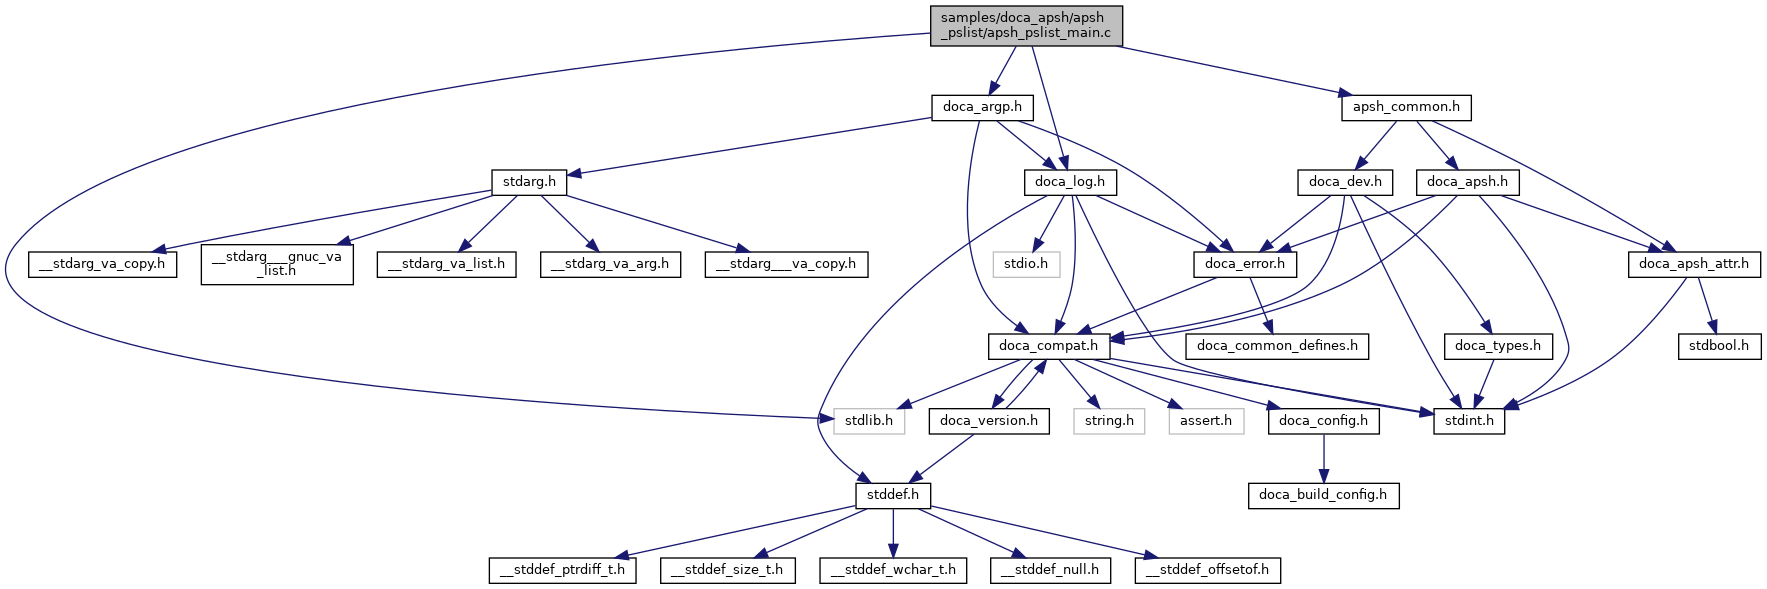 samples/doca_apsh/apsh
_pslist/apsh_pslist_main.c
doca_argp.h
apsh_common.h
stdarg.h
doca_log.h
doca_dev.h
doca_apsh.h
__stdarg_va_copy.h
__stdarg___gnuc_va
_list.h
__stdarg_va_list.h
__stdarg_va_arg.h
__stdarg___va_copy.h
stdio.h
doca_error.h
doca_apsh_attr.h
doca_compat.h
doca_common_defines.h
doca_types.h
stdbool.h
stdlib.h
doca_version.h
string.h
assert.h
doca_config.h
stdint.h
stddef.h
doca_build_config.h
__stddef_ptrdiff_t.h
__stddef_size_t.h
__stddef_wchar_t.h
__stddef_null.h
__stddef_offsetof.h